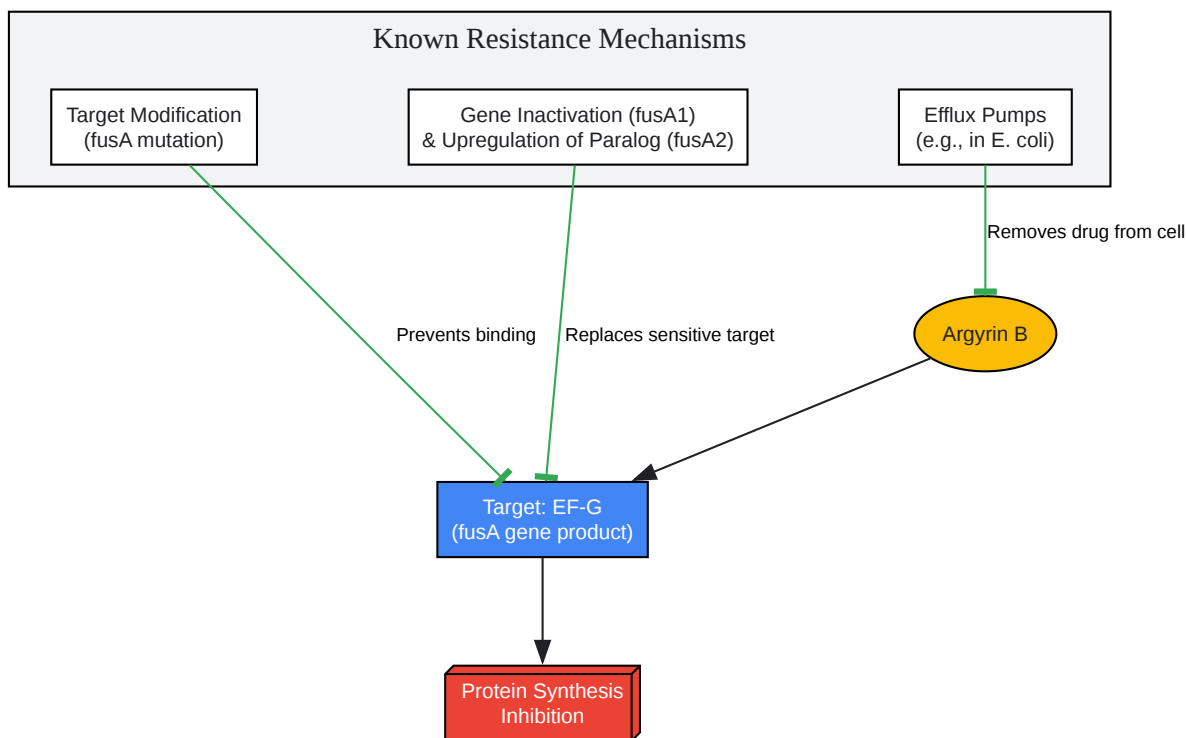 Known Resistance Mechanisms
Target Modification
(fusA mutation)
Gene Inactivation (fusA1)
& Upregulation of Paralog (fusA2)
Efflux Pumps
(e.g., in E. coli)
Removes drug from cell
Prevents binding
Replaces sensitive target
Argyrin B
Target: EF-G
(fusA gene product)
Protein Synthesis
Inhibition